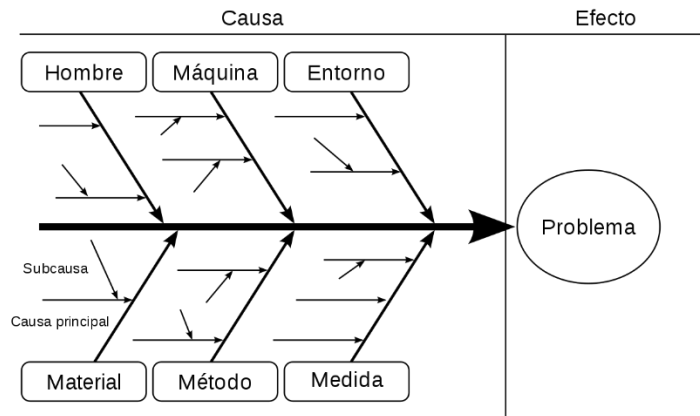 Causa
Efecto
Hombre
Máquina
Entorno
Problema
Subcausa
Causa principal
Material
Método
Medida